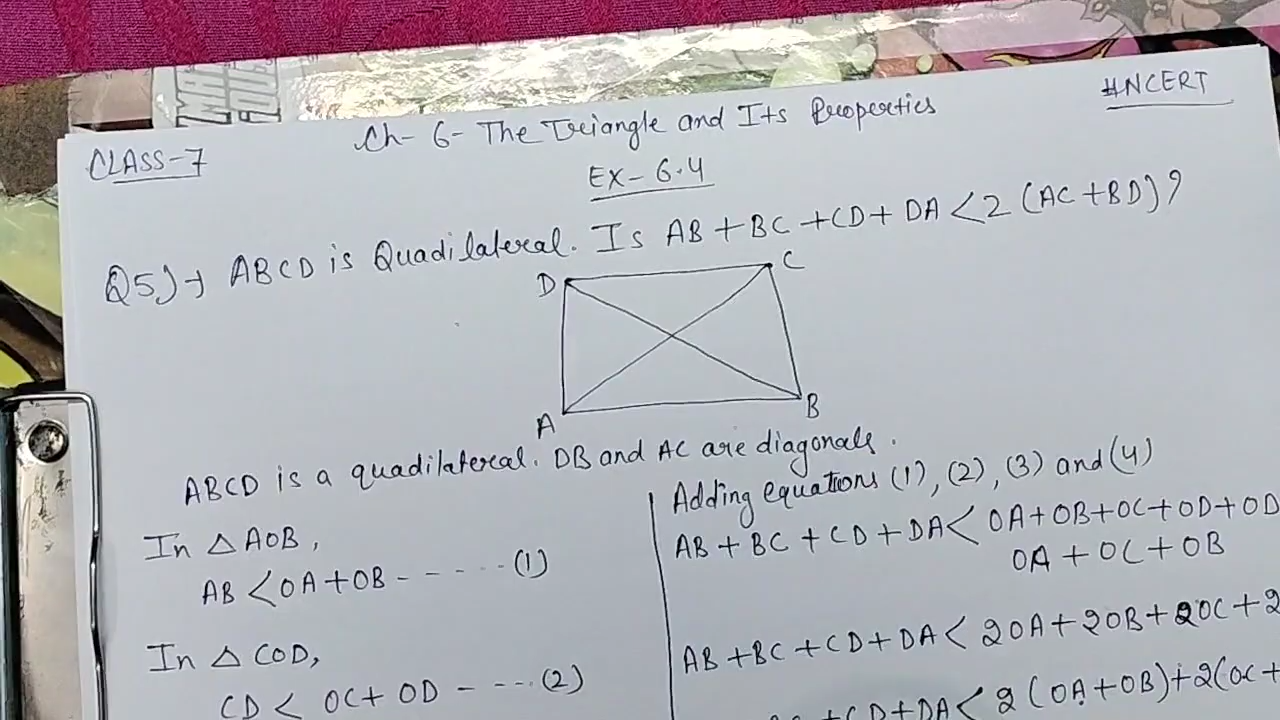 CLASS-7
Ch- 6- The Triangle and Its Properties
#NCERT
EX- 6.4
Q5)→ ABCD is Quadilateral. Is AB + BC + CD + DA < 2 (AC + BD)?
D
C
A
B
ABCD is a quadilateral. DB and AC are diagonals.
In △ AOB,
AB < OA + OB - - - - - - (1)
In △ COD,
CD < OC + OD - - - - - (2)
Adding equations (1), (2), (3) and (4)
AB + BC + CD + DA < OA + OB + OC + OD + OD
OA + OC + OB
AB + BC + CD + DA < 2OA + 2OB + 2OC + 2
+ CD + DA < 2 (OA + OB) + 2(OC +